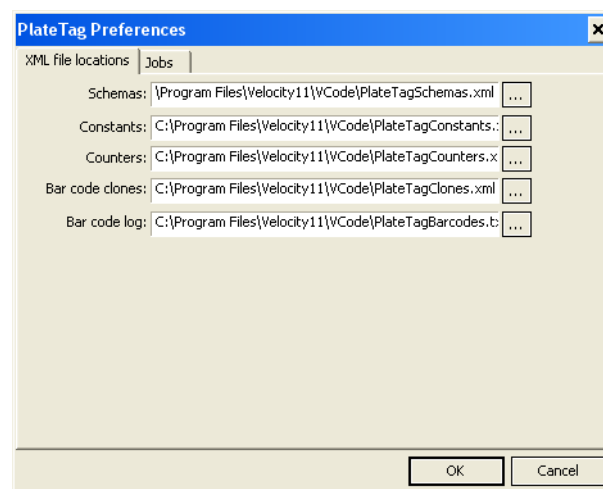 PlateTag Preferences
XML file locations Jobs
Schemas: \Program Files\Velocity11\VCode\PlateTagSchemas.xml ...
Constants: C:\Program Files\Velocity11\VCode\PlateTagConstants.: ...
Counters: C:\Program Files\Velocity11\VCode\PlateTagCounters.x ...
Bar code clones: C:\Program Files\Velocity11\VCode\PlateTagClones.xml ...
Bar code log: C:\Program Files\Velocity11\VCode\PlateTagBarcodes.t ...
OK Cancel